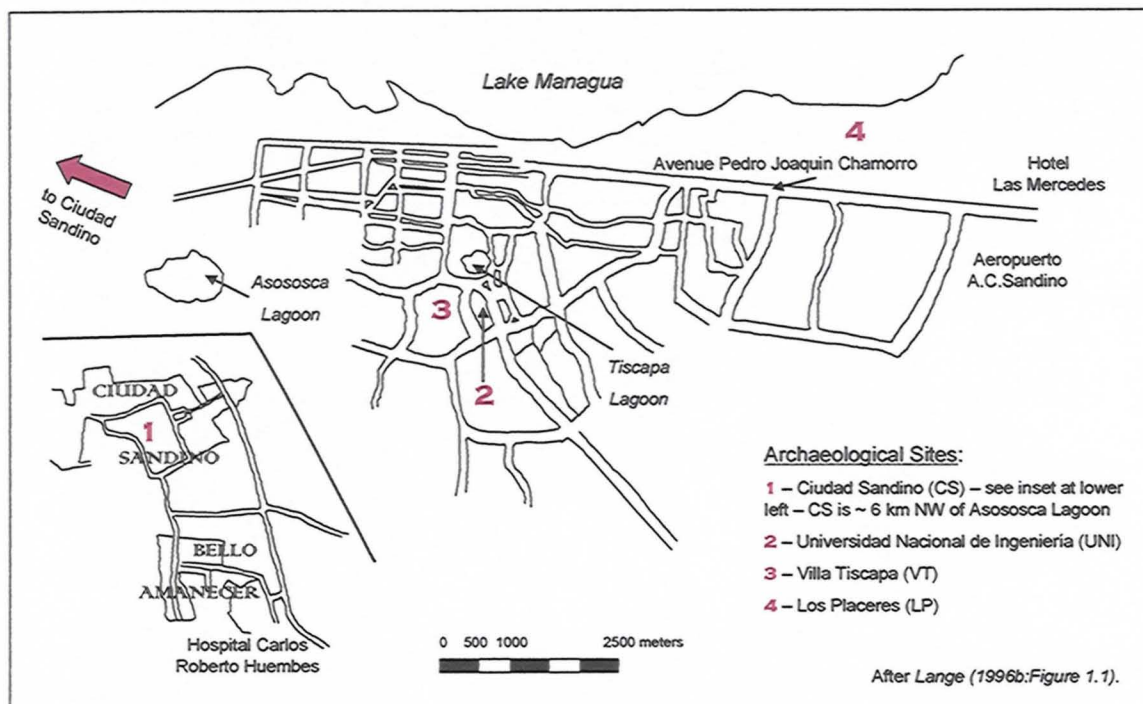 Lake Managua
4
Avenue Pedro Joaquin Chamorro
Hotel
Las Mercedes
to Ciudad
Sandino
Asososca
Lagoon
Aeropuerto
A.C.Sandino
3
Tiscapa
Lagoon
2
CIUDAD
1
SANDINO
BELLO
AMANECER
Hospital Carlos
Roberto Huembes
0 500 1000 2500 meters
Archaeological Sites:
1 – Ciudad Sandino (CS) – see inset at lower
left – CS is ~ 6 km NW of Asososca Lagoon
2 – Universidad Nacional de Ingeniería (UNI)
3 – Villa Tiscapa (VT)
4 – Los Placeres (LP)
After Lange (1996b:Figure 1.1).